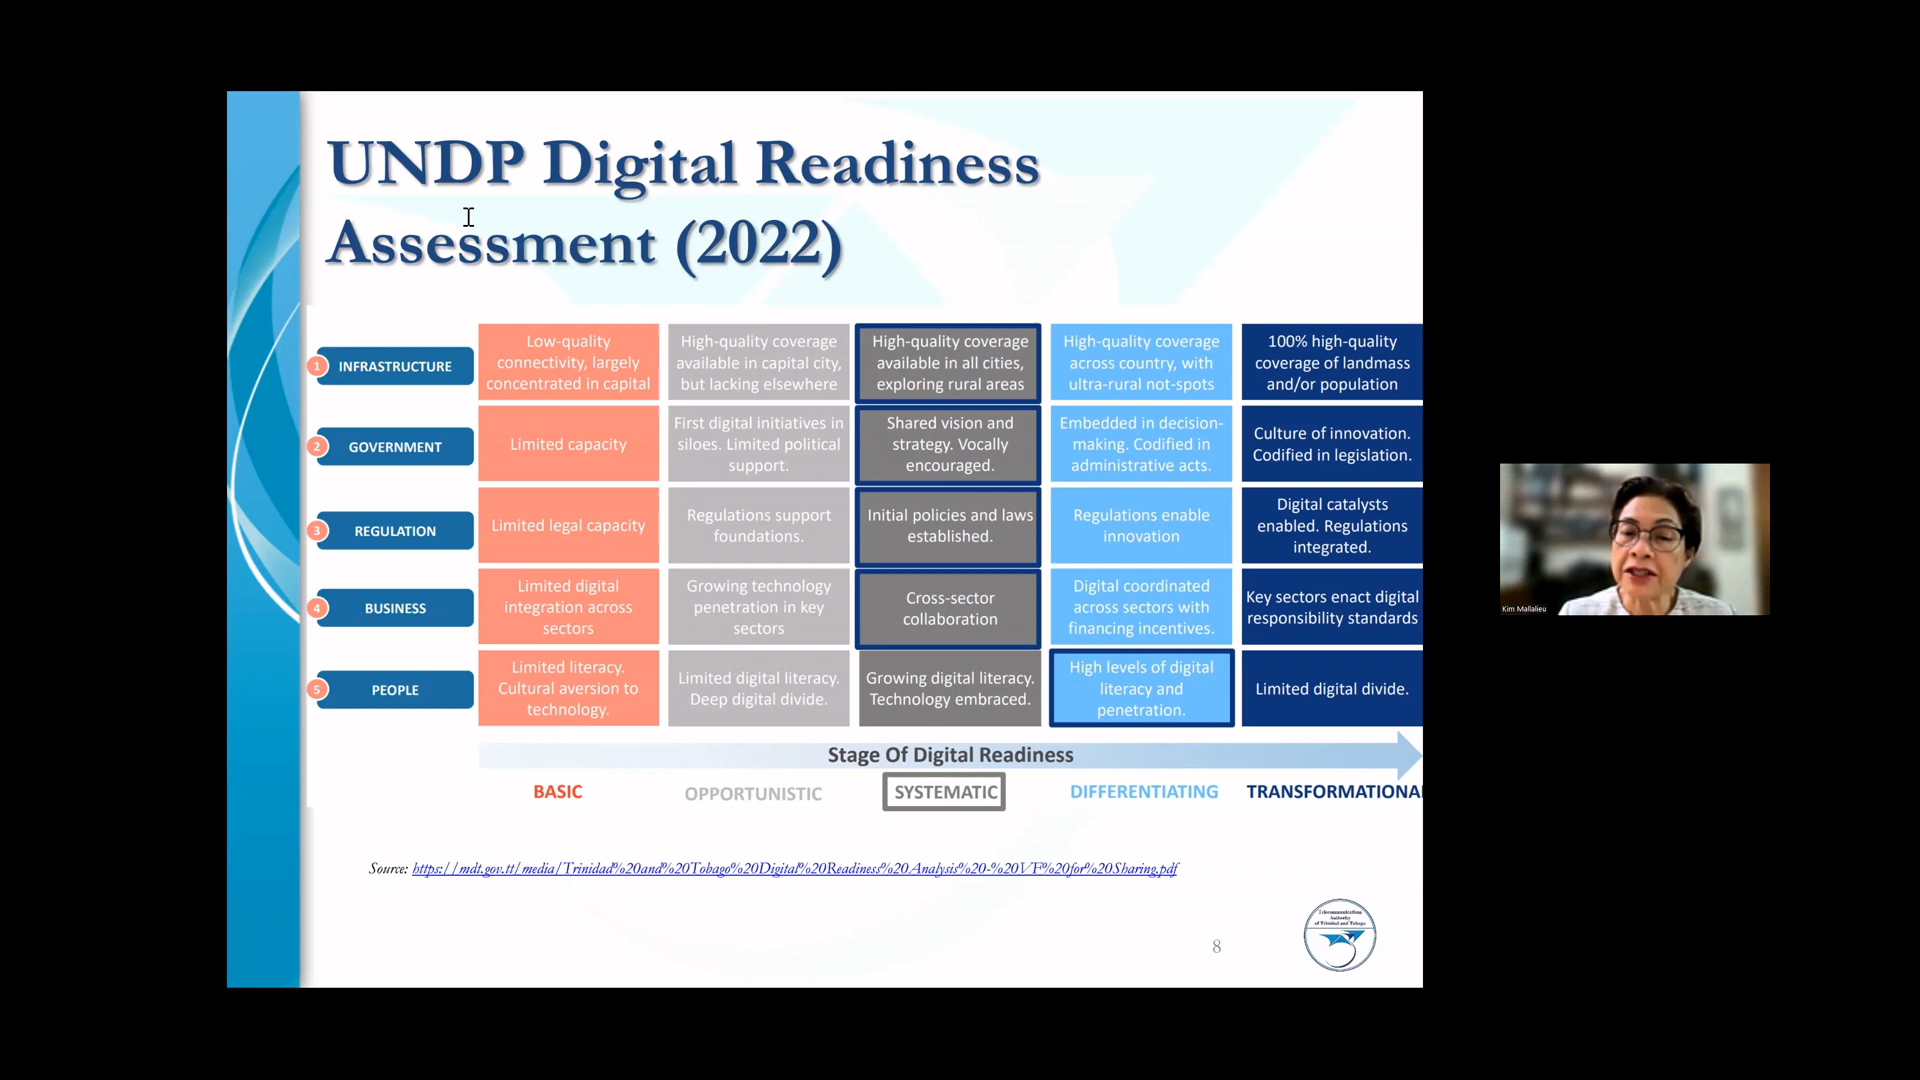 UNDP Digital Readiness
Assessment (2022)
1
INFRASTRUCTURE
Low-quality
connectivity, largely
concentrated in capital
High-quality coverage
available in capital city,
but lacking elsewhere
High-quality coverage
available in all cities,
exploring rural areas
High-quality coverage
across country, with
ultra-rural not-spots
100% high-quality
coverage of landmass
and/or population
2
GOVERNMENT
Limited capacity
First digital initiatives in
siloes. Limited political
support.
Shared vision and
strategy. Vocally
encouraged.
Embedded in decision-
making. Codified in
administrative acts.
Culture of innovation.
Codified in legislation.
3
REGULATION
Limited legal capacity
Regulations support
foundations.
Initial policies and laws
established.
Regulations enable
innovation
Digital catalysts
enabled. Regulations
integrated.
4
BUSINESS
Limited digital
integration across
sectors
Growing technology
penetration in key
sectors
Cross-sector
collaboration
Digital coordinated
across sectors with
financing incentives.
Key sectors enact digital
responsibility standards
5
PEOPLE
Limited literacy.
Cultural aversion to
technology.
Limited digital literacy.
Deep digital divide.
Growing digital literacy.
Technology embraced.
High levels of digital
literacy and
penetration.
Limited digital divide.
Stage Of Digital Readiness
BASIC
OPPORTUNISTIC
SYSTEMATIC
DIFFERENTIATING
TRANSFORMATIONA
Source: https://mdt.gov.tt/media/Trinidad%20and%20Tobago%20Digital%20Readiness%20Analysis%20-%20VF%20for%20Sharing.pdf
8
Telecommunications
Authority
of Trinidad and Tobago
Kim Mallalieu